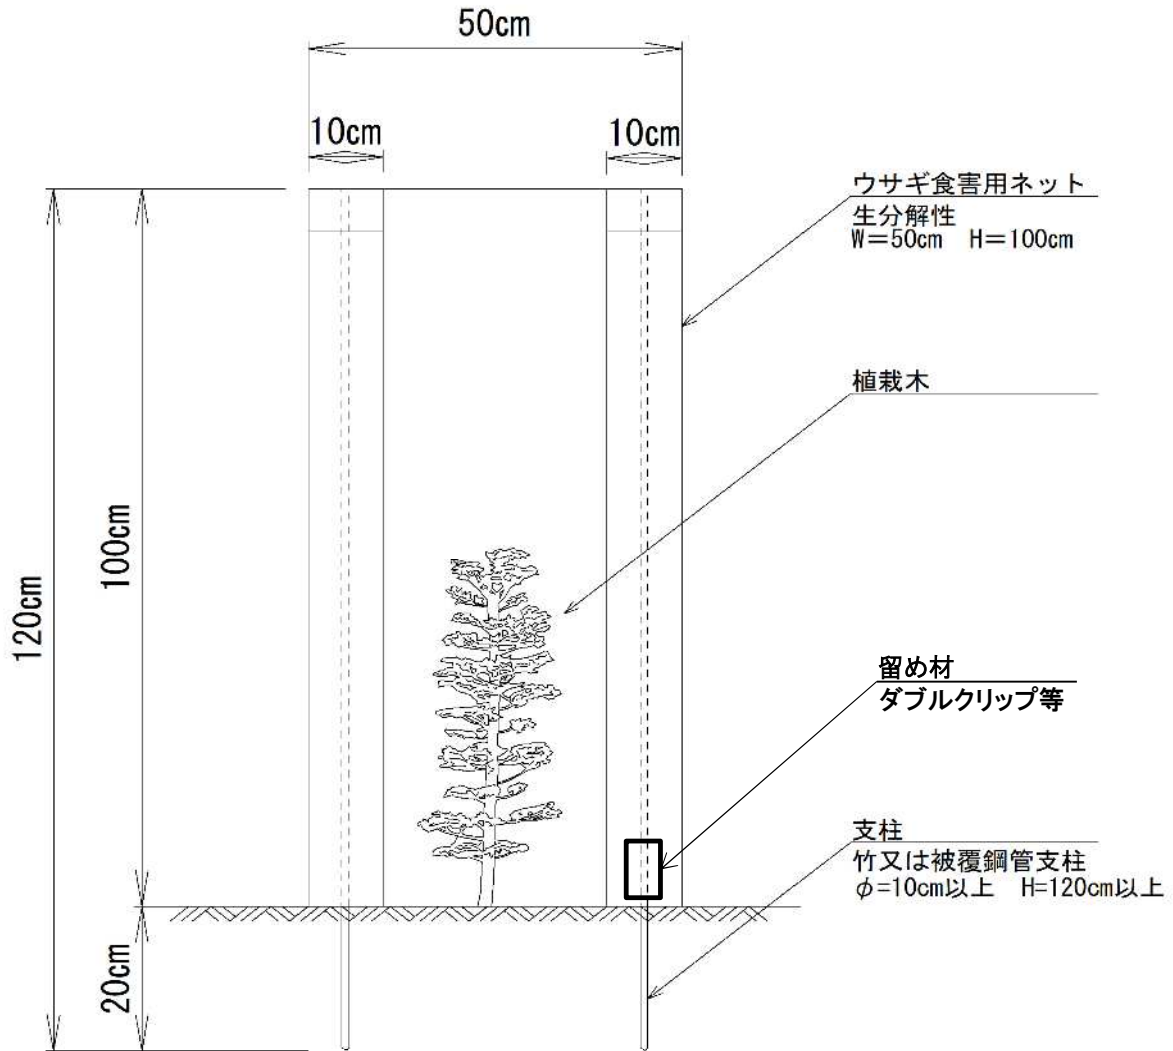 50cm
10cm
10cm
ウサギ食害用ネット
生分解性
W=50cm　H=100cm
植栽木
100cm
120cm
留め材
ダブルクリップ等
支柱
竹又は被覆鋼管支柱
φ=10cm以上　H=120cm以上
20cm